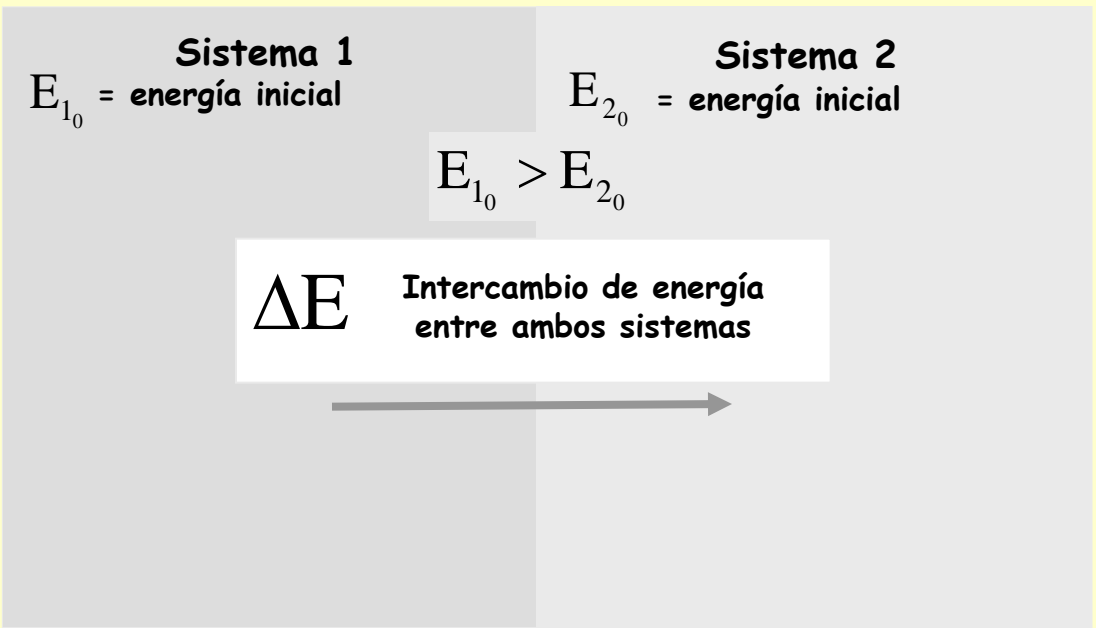 Sistema 1
E₁₀ = energía inicial
Sistema 2
E₂₀ = energía inicial
E₁₀ > E₂₀
ΔE
Intercambio de energía
entre ambos sistemas